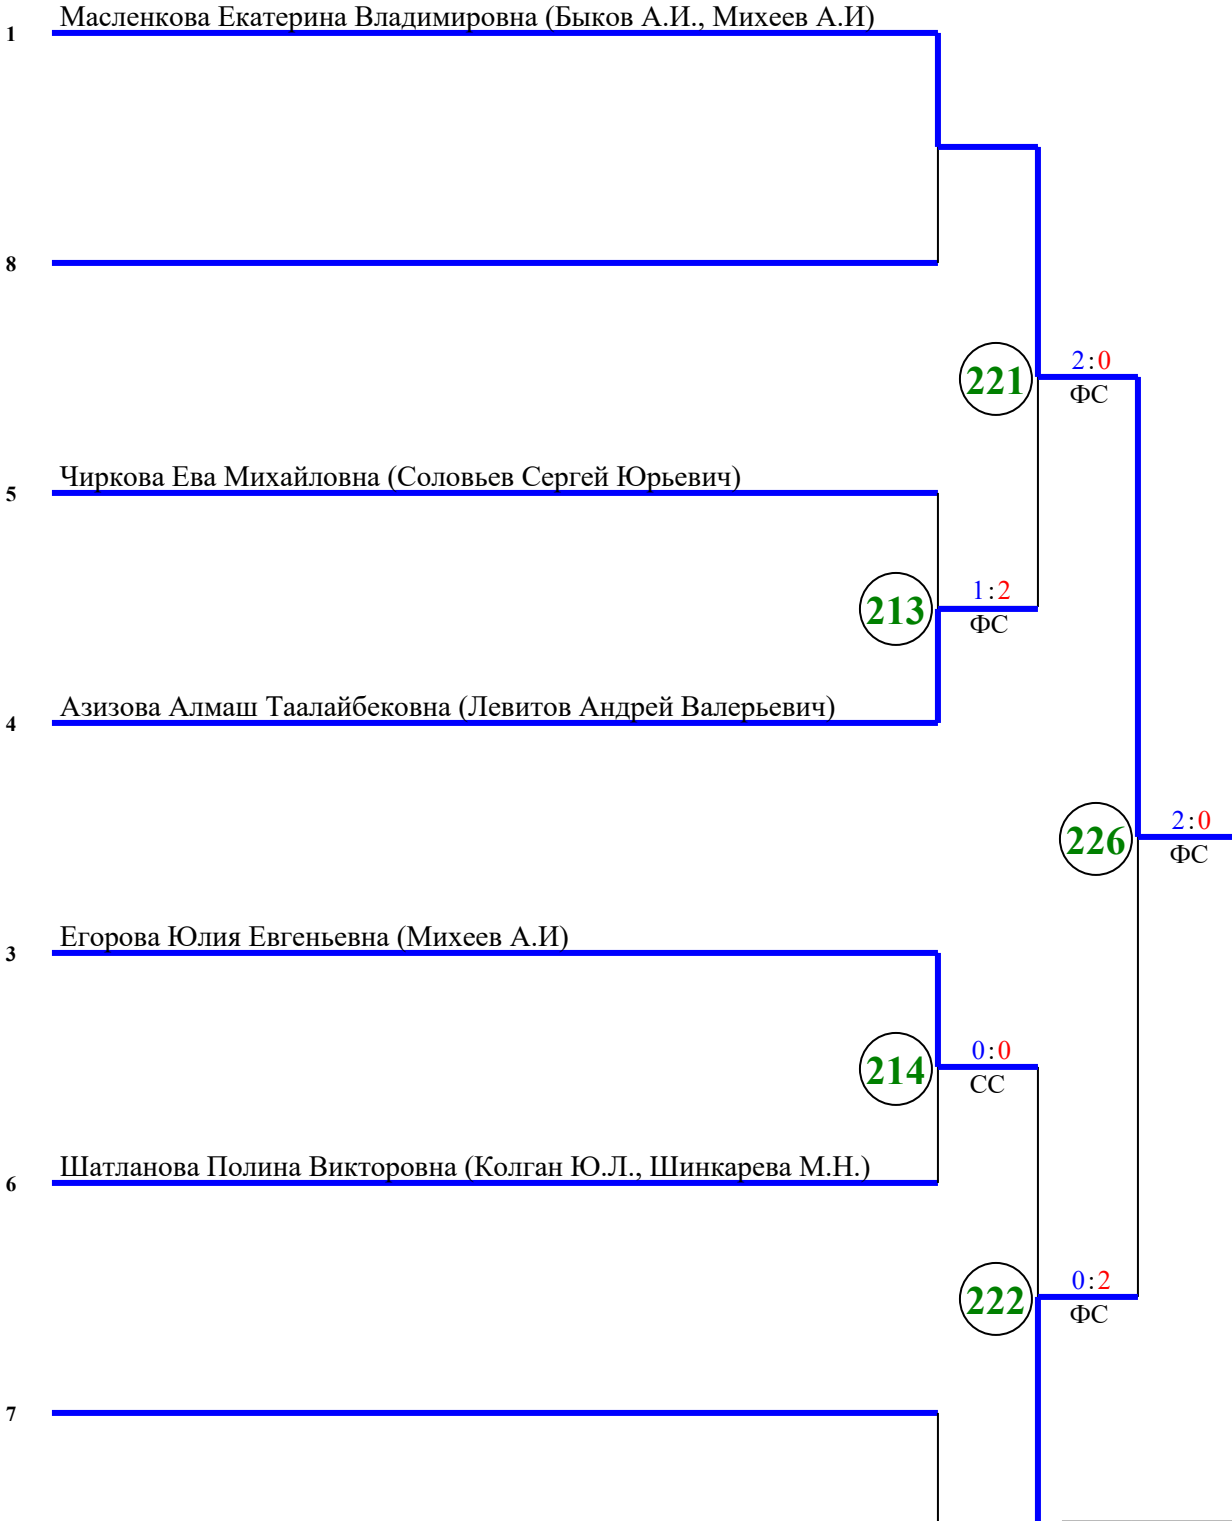 Масленкова Екатерина Владимировна (Быков А.И., Михеев А.И)
1
8
221
2:0
ФС
Чиркова Ева Михайловна (Соловьев Сергей Юрьевич)
5
213
1:2
ФС
Азизова Алмаш Таалайбековна (Левитов Андрей Валерьевич)
4
226
2:0
ФС
Егорова Юлия Евгеньевна (Михеев А.И)
3
214
0:0
СС
Шатланова Полина Викторовна (Колган Ю.Л., Шинкарева М.Н.)
6
222
0:2
ФС
7